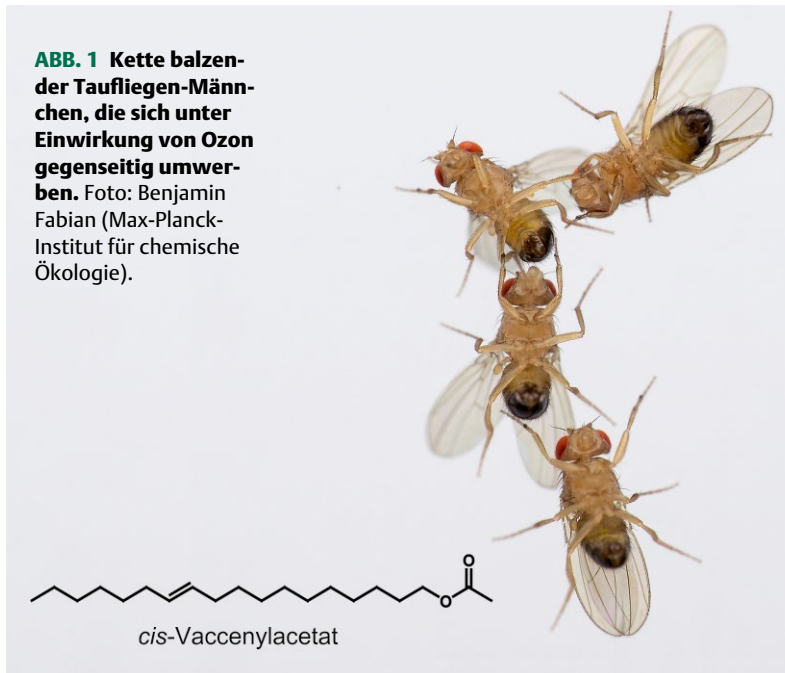 ABB. 1 Kette balzen-
der Taufliegen-Männ-
chen, die sich unter
Einwirkung von Ozon
gegenseitig umwer-
ben. Foto: Benjamin
Fabian (Max-Planck-
Institut für chemische
Ökologie).
O
O
cis-Vaccenylacetat